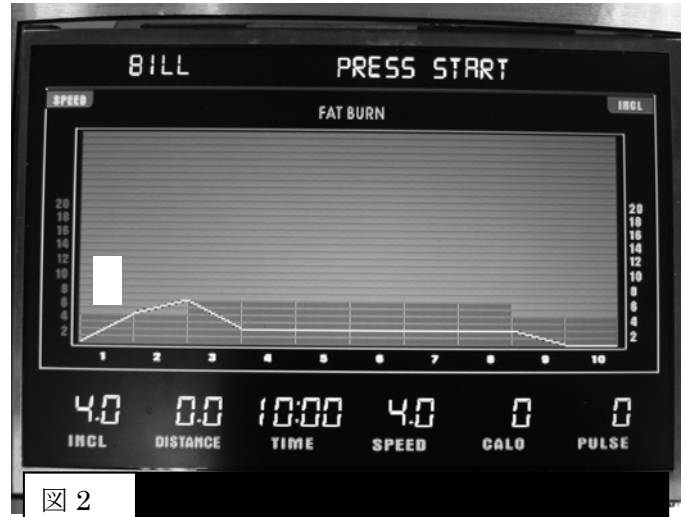 BILL PRESS START
SPEED INCL
FAT BURN
20 20
18 18
16 16
14 14
12 12
10 10
8 8
6 6
4 4
2 2
1 2 3 4 5 6 7 8 9 10
4.0 0.0 10:00 4.0 0 0
INCL DISTANCE TIME SPEED CALO PULSE
図 2